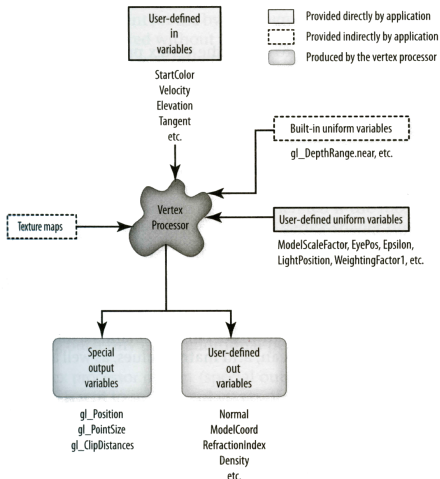 User-defined
in
variables
Provided directly by application
Provided indirectly by application
Produced by the vertex processor
StartColor
Velocity
Elevation
Tangent
etc.
Built-in uniform variables
gl_DepthRange.near, etc.
Vertex
Processor
Texture maps
User-defined uniform variables
ModelScaleFactor, EyePos, Epsilon,
LightPosition, WeightingFactor1, etc.
Special
output
variables
User-defined
out
variables
gl_Position
gl_PointSize
gl_ClipDistances
Normal
ModelCoord
RefractionIndex
Density
etc.